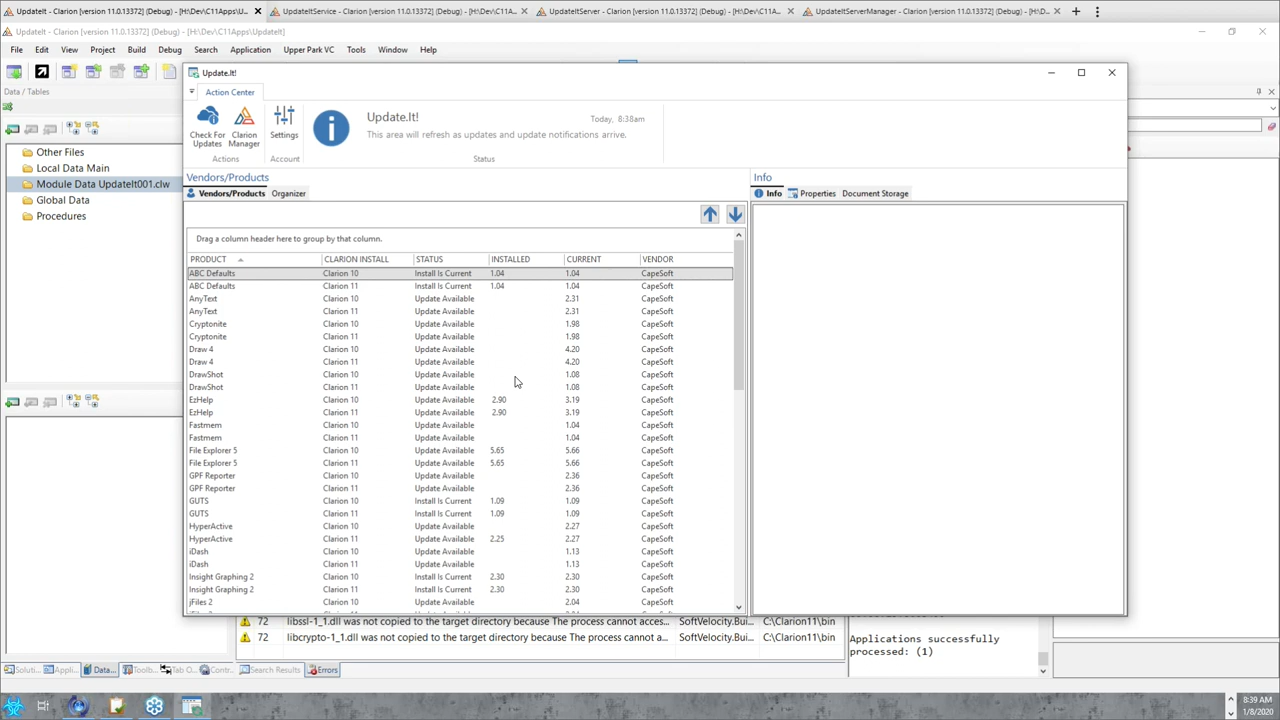 UpdateIt - Clarion [version 11.0.13372] (Debug) - [H:\Dev\C11Apps\U... UpdateItService - Clarion [version 11.0.13372] (Debug) - [H:\Dev\C11A... UpdateItServer - Clarion [version 11.0.13372] (Debug) - [H:\Dev\C11Ap... UpdateItServerManager - Clarion [version 11.0.13372] (Debug) - [H:\D...
UpdateIt - Clarion [version 11.0.13372] (Debug) - [H:\Dev\C11Apps\UpdateIt]
File Edit View Project Build Debug Search Application Upper Park VC Tools Window Help
Data / Tables
Other Files
Local Data Main
Module Data UpdateIt001.clw
Global Data
Procedures
Update.It!
Action Center
Check For Updates
Clarion Manager
Settings
Actions
Account
Update.It!
Today, 8:38am
This area will refresh as updates and update notifications arrive.
Status
Vendors/Products
Vendors/Products Organizer
Info
Info Properties Document Storage
Drag a column header here to group by that column.
PRODUCT CLARION INSTALL STATUS INSTALLED CURRENT VENDOR
ABC Defaults Clarion 10 Install Is Current 1.04 1.04 CapeSoft
ABC Defaults Clarion 11 Install Is Current 1.04 1.04 CapeSoft
AnyText Clarion 10 Update Available 2.31 CapeSoft
AnyText Clarion 11 Update Available 2.31 CapeSoft
Cryptonite Clarion 10 Update Available 1.98 CapeSoft
Cryptonite Clarion 11 Update Available 1.98 CapeSoft
Draw 4 Clarion 10 Update Available 4.20 CapeSoft
Draw 4 Clarion 11 Update Available 4.20 CapeSoft
DrawShot Clarion 10 Update Available 1.08 CapeSoft
DrawShot Clarion 11 Update Available 1.08 CapeSoft
EzHelp Clarion 10 Update Available 2.90 3.19 CapeSoft
EzHelp Clarion 11 Update Available 2.90 3.19 CapeSoft
Fastmem Clarion 10 Update Available 1.04 CapeSoft
Fastmem Clarion 11 Update Available 1.04 CapeSoft
File Explorer 5 Clarion 10 Update Available 5.65 5.66 CapeSoft
File Explorer 5 Clarion 11 Update Available 5.65 5.66 CapeSoft
GPF Reporter Clarion 10 Update Available 2.36 CapeSoft
GPF Reporter Clarion 11 Update Available 2.36 CapeSoft
GUTS Clarion 10 Install Is Current 1.09 1.09 CapeSoft
GUTS Clarion 11 Install Is Current 1.09 1.09 CapeSoft
HyperActive Clarion 10 Update Available 2.27 CapeSoft
HyperActive Clarion 11 Update Available 2.25 2.27 CapeSoft
iDash Clarion 10 Update Available 1.13 CapeSoft
iDash Clarion 11 Update Available 1.13 CapeSoft
Insight Graphing 2 Clarion 10 Install Is Current 2.30 2.30 CapeSoft
Insight Graphing 2 Clarion 11 Install Is Current 2.30 2.30 CapeSoft
jFiles 2 Clarion 10 Update Available 2.04 CapeSoft
72 libssl-1_1.dll was not copied to the target directory because The process cannot acces... SoftVelocity.Bui... C:\Clarion11\bin
72 libcrypto-1_1.dll was not copied to the target directory because The process cannot a... SoftVelocity.Bui... C:\Clarion11\bin
Applications successfully
processed: (1)
Soluti... Appli... Data... Toolb... Tab O... Contr... Search Results Errors
8:39 AM
1/8/2020